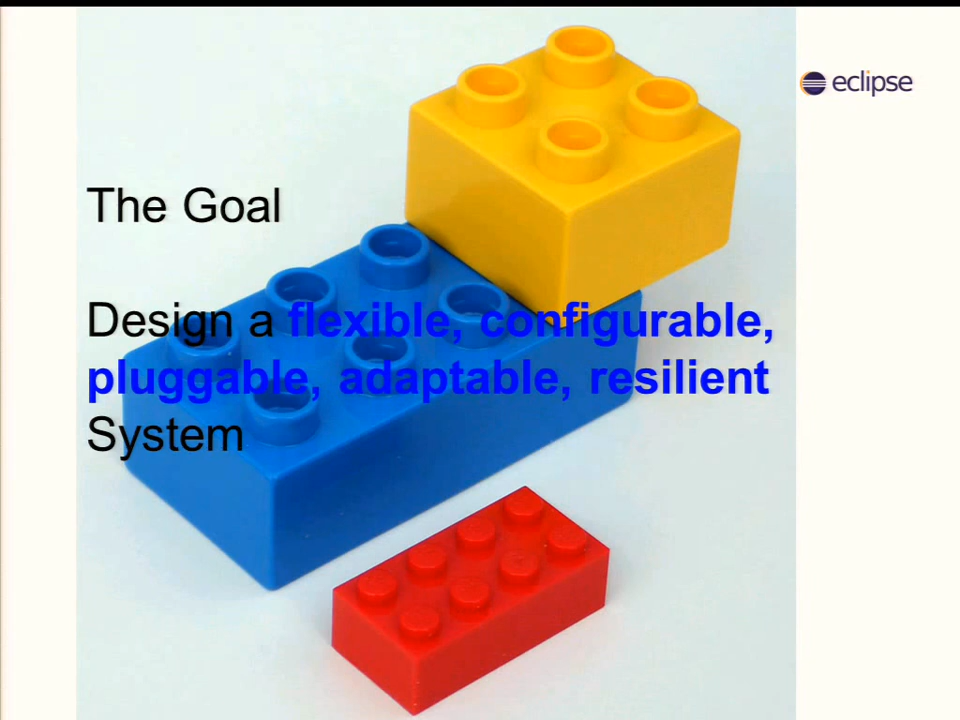 eclipse
The Goal
Design a flexible, configurable,
pluggable, adaptable, resilient
System